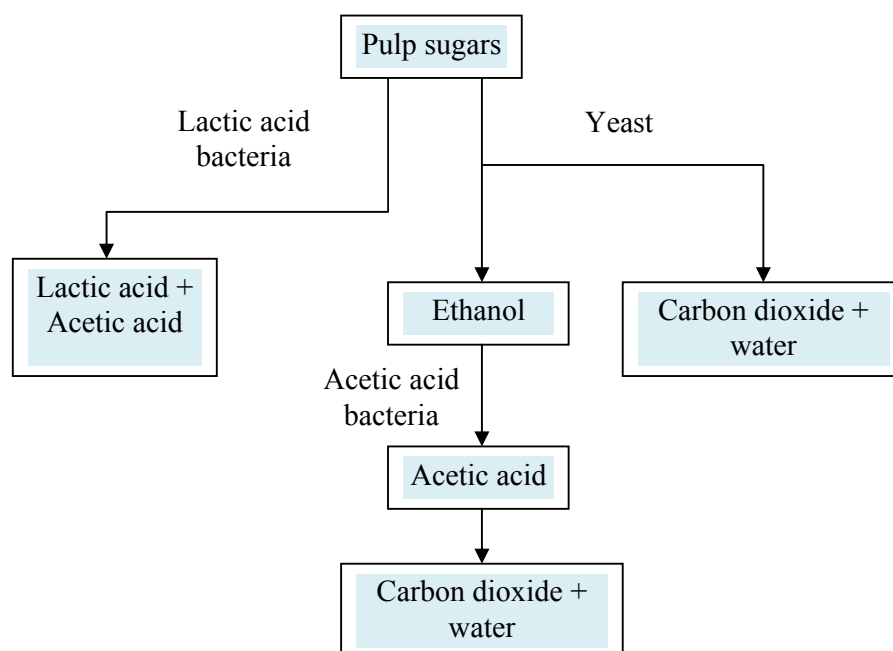 Pulp sugars
Lactic acid
bacteria
Yeast
Lactic acid +
Acetic acid
Ethanol
Carbon dioxide +
water
Acetic acid
bacteria
Acetic acid
Carbon dioxide +
water